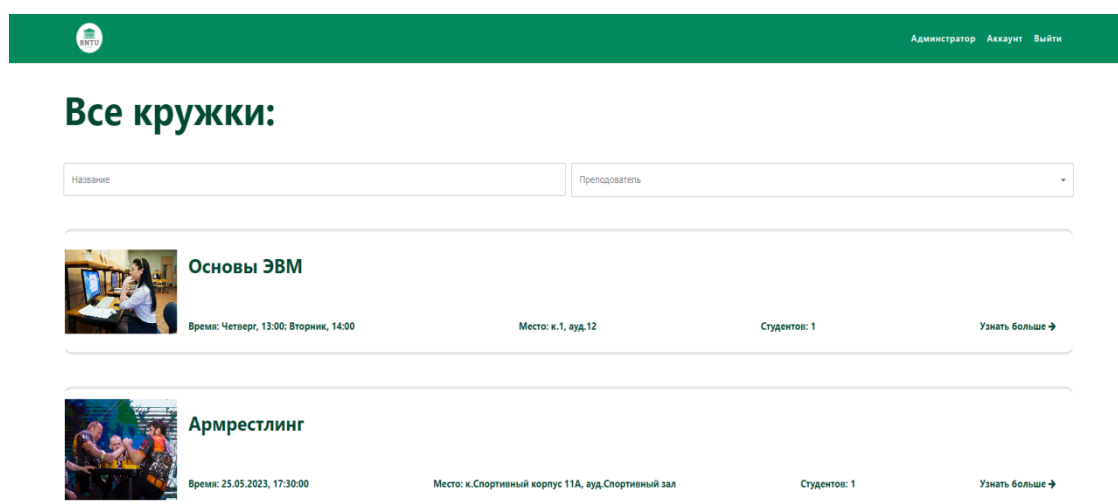 BNTU
Админстратор Аккаунт Выйти
Все кружки:
Название
Преподователь
Основы ЭВМ
Время: Четверг, 13:00; Вторник, 14:00 Место: к.1, ауд.12 Студентов: 1 Узнать больше →
Армрестлинг
Время: 25.05.2023, 17:30:00 Место: к.Спортивный корпус 11А, ауд.Спортивный зал Студентов: 1 Узнать больше →